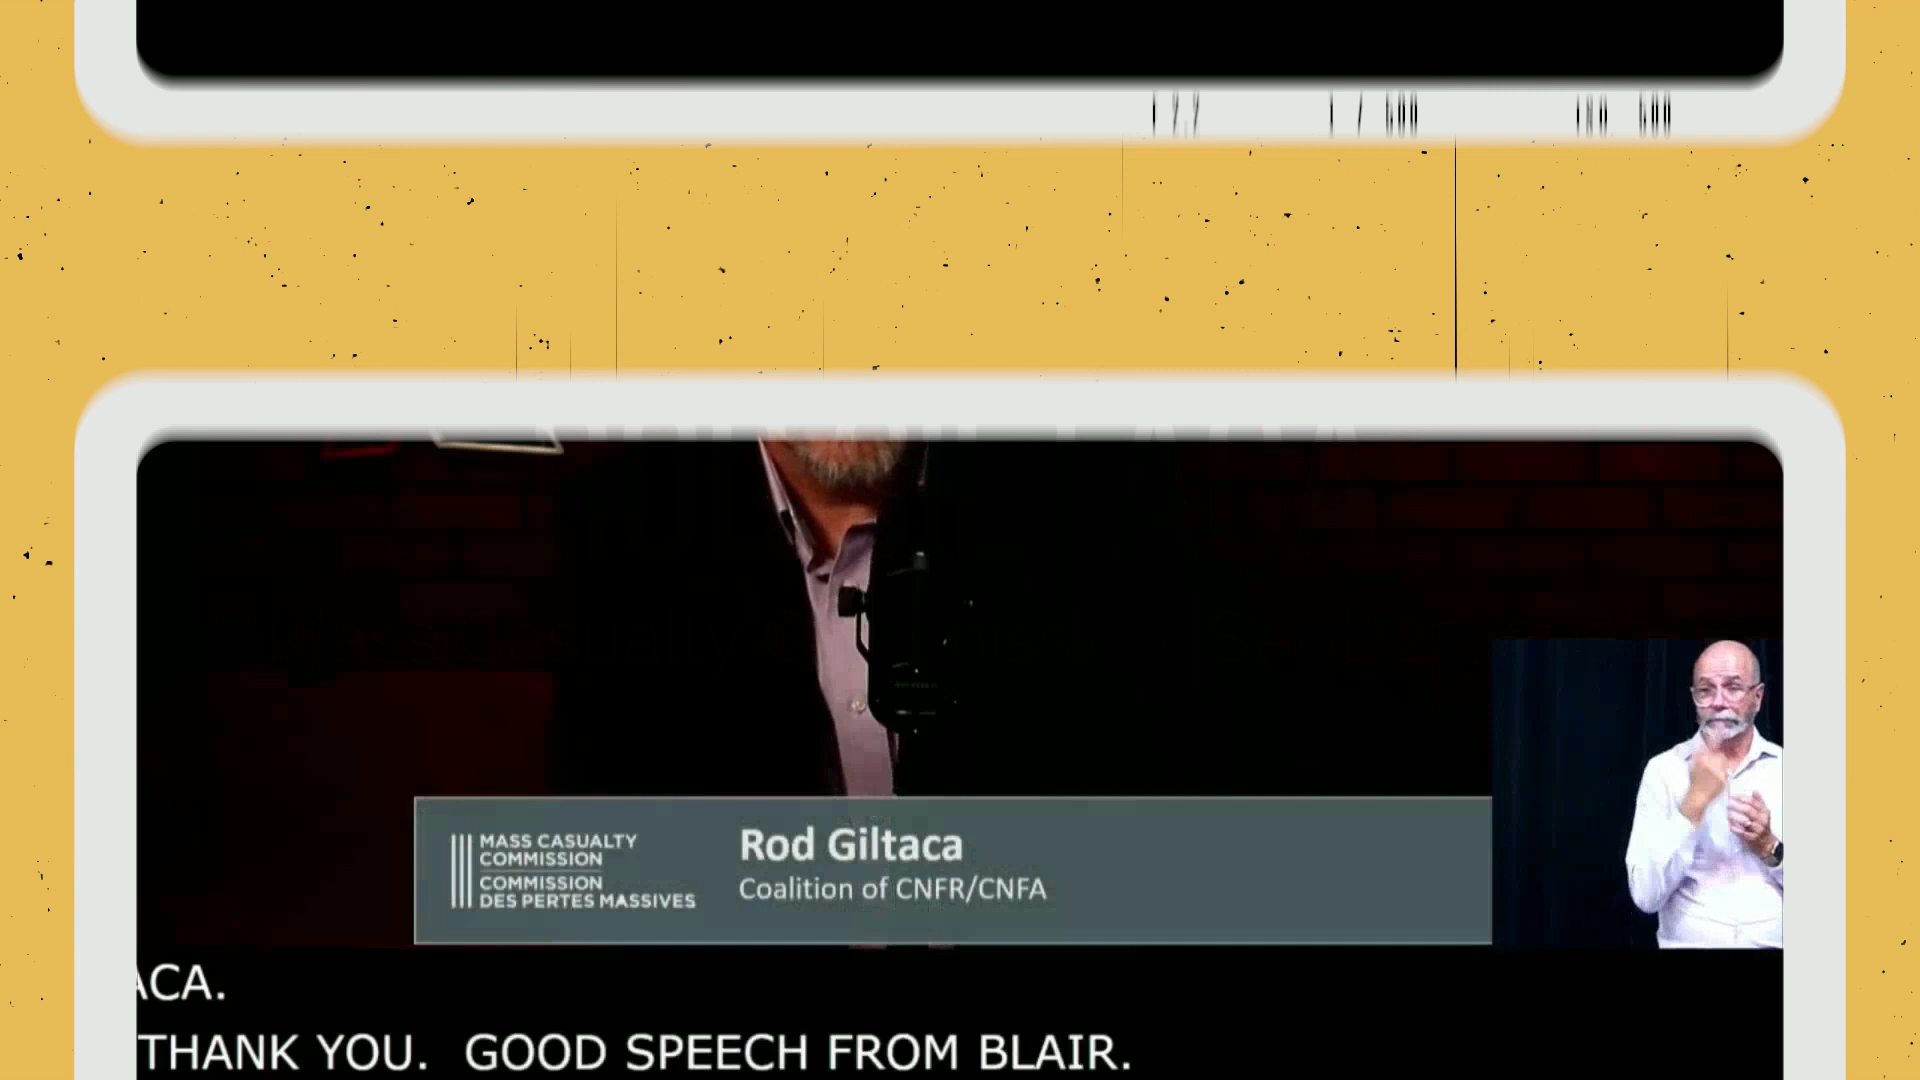 MASS CASUALTY
COMMISSION
COMMISSION
DES PERTES MASSIVES
Rod Giltaca
Coalition of CNFR/CNFA
ACA.
THANK YOU. GOOD SPEECH FROM BLAIR.